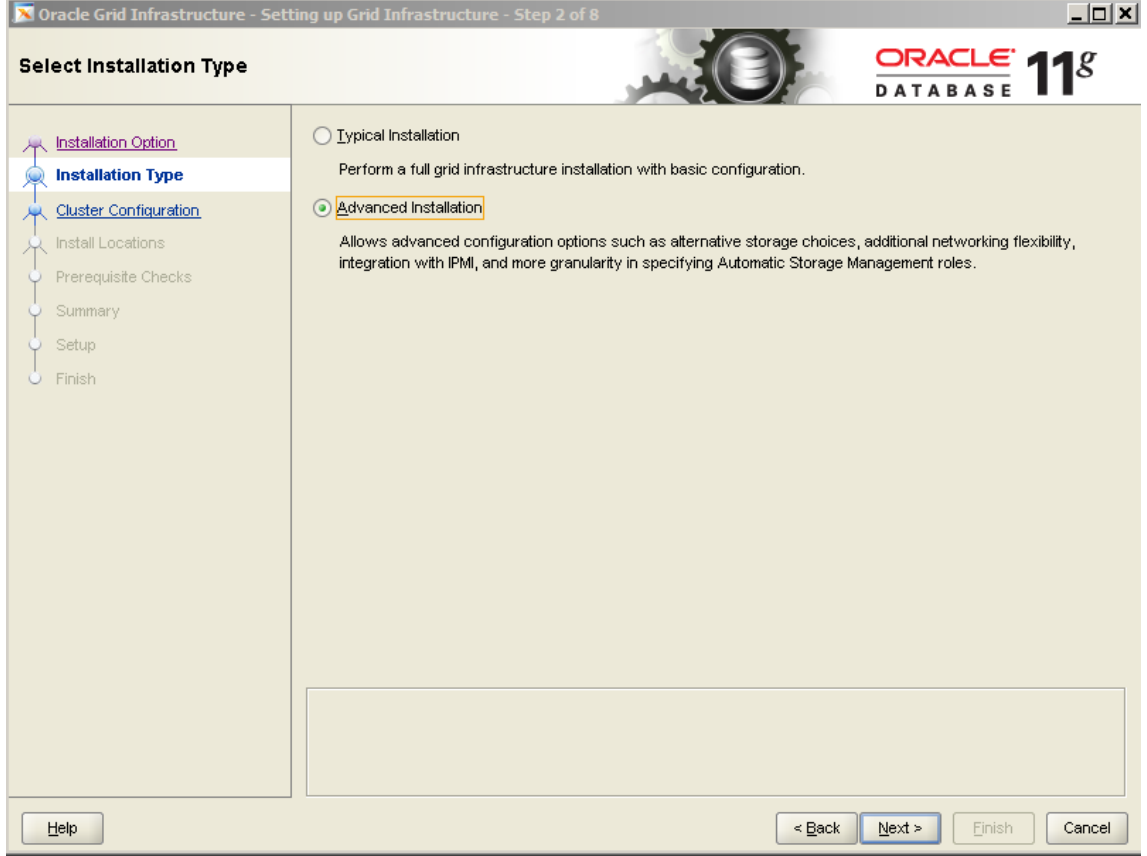 Oracle Grid Infrastructure - Setting up Grid Infrastructure - Step 2 of 8
Select Installation Type
ORACLE
DATABASE
11g
Installation Option
Installation Type
Cluster Configuration
Install Locations
Prerequisite Checks
Summary
Setup
Finish
Typical Installation
Perform a full grid infrastructure installation with basic configuration.
Advanced Installation
Allows advanced configuration options such as alternative storage choices, additional networking flexibility,
integration with IPMI, and more granularity in specifying Automatic Storage Management roles.
Help
< Back
Next >
Finish
Cancel